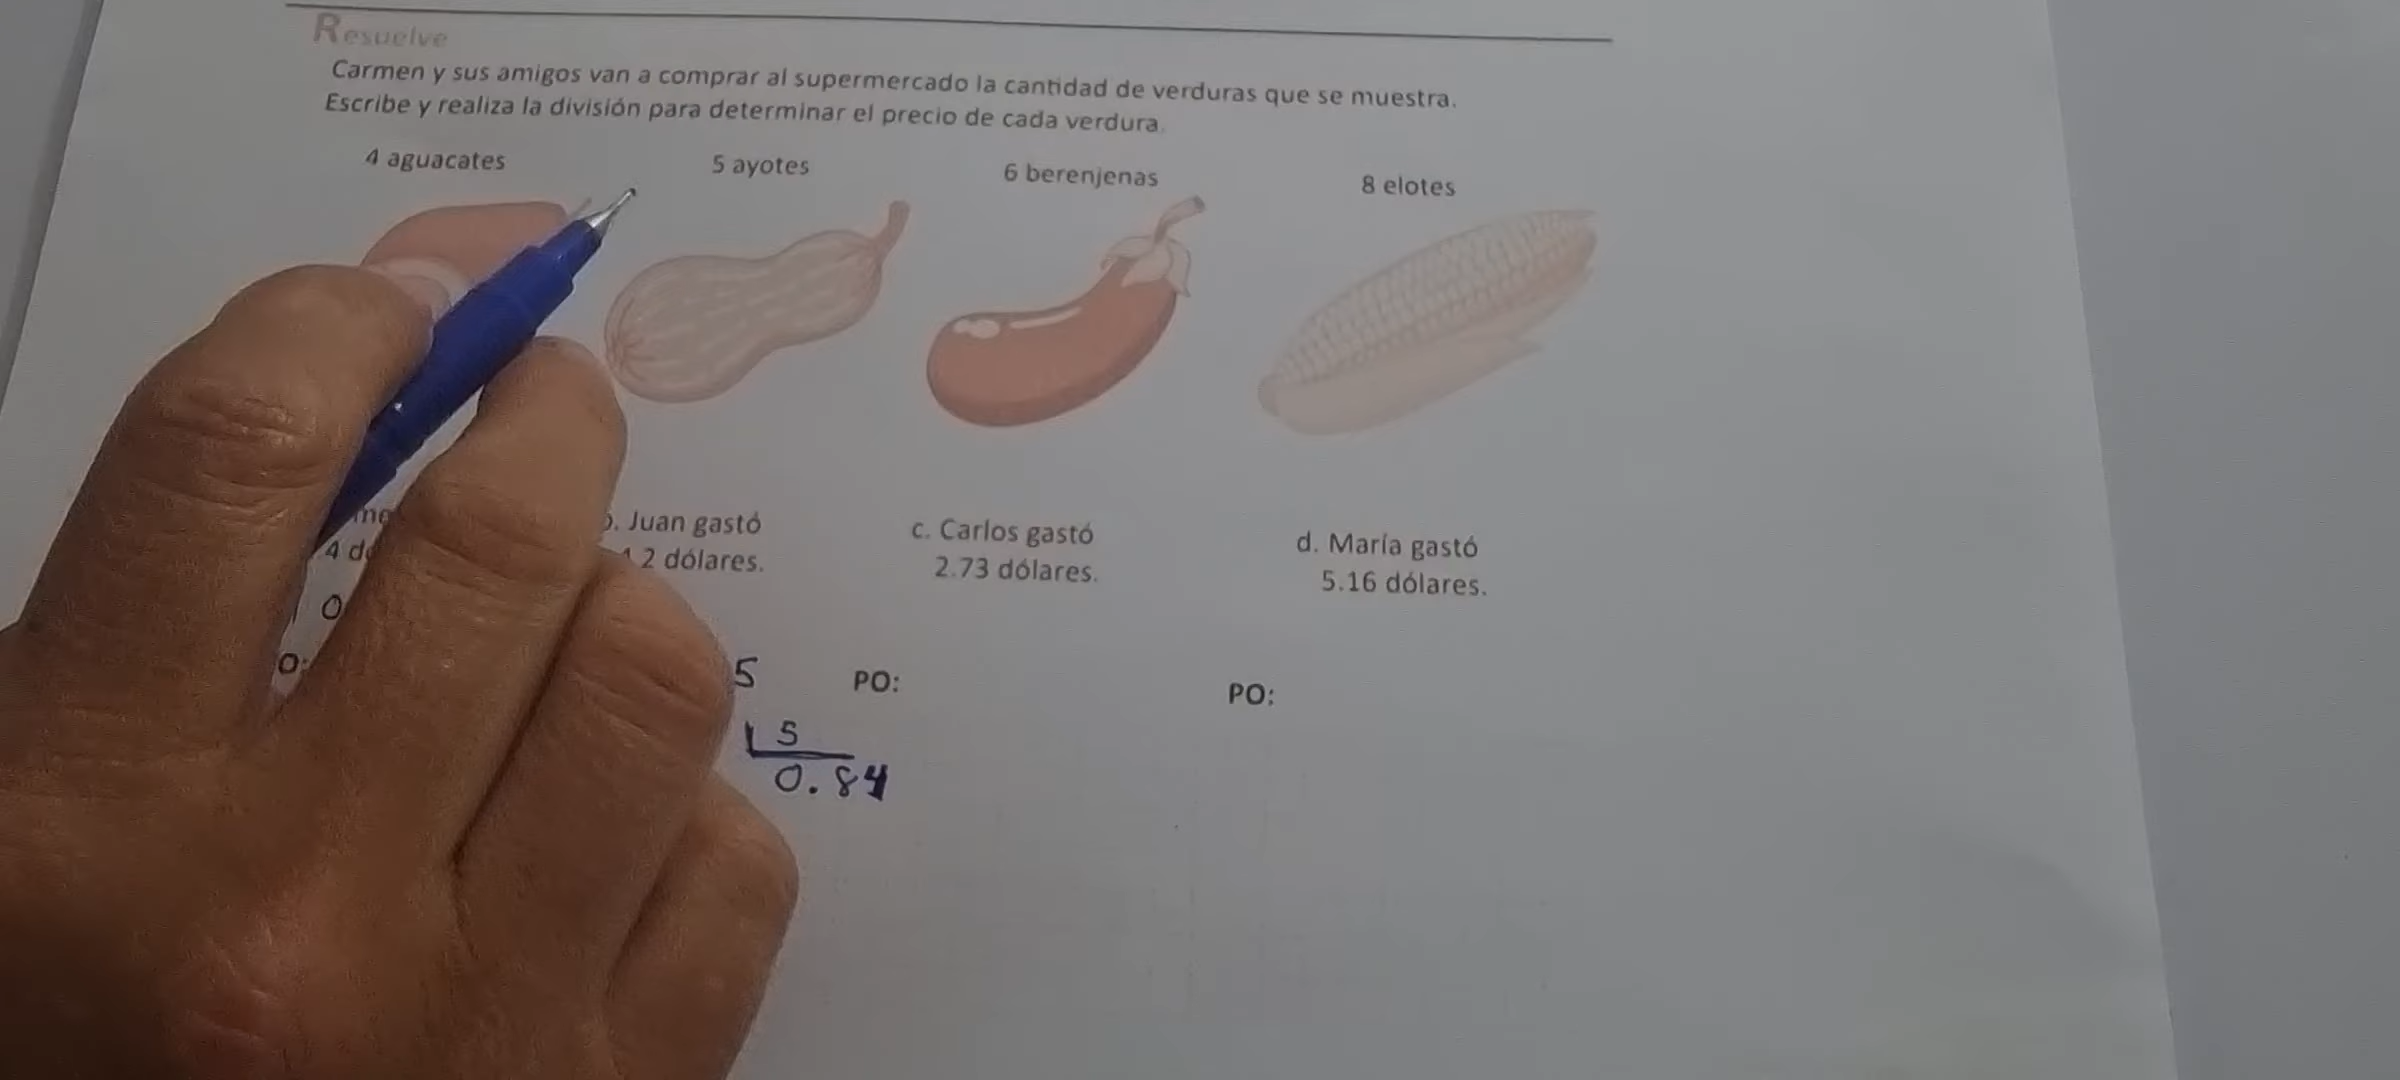 Resuelve
Carmen y sus amigos van a comprar al supermercado la cantidad de verduras que se muestra.
Escribe y realiza la división para determinar el precio de cada verdura.
4 aguacates
5 ayotes
6 berenjenas
8 elotes
4
0
O:
. Juan gastó
2 dólares.
5
5
0.84
c. Carlos gastó
2.73 dólares.
PO:
d. María gastó
5.16 dólares.
PO: